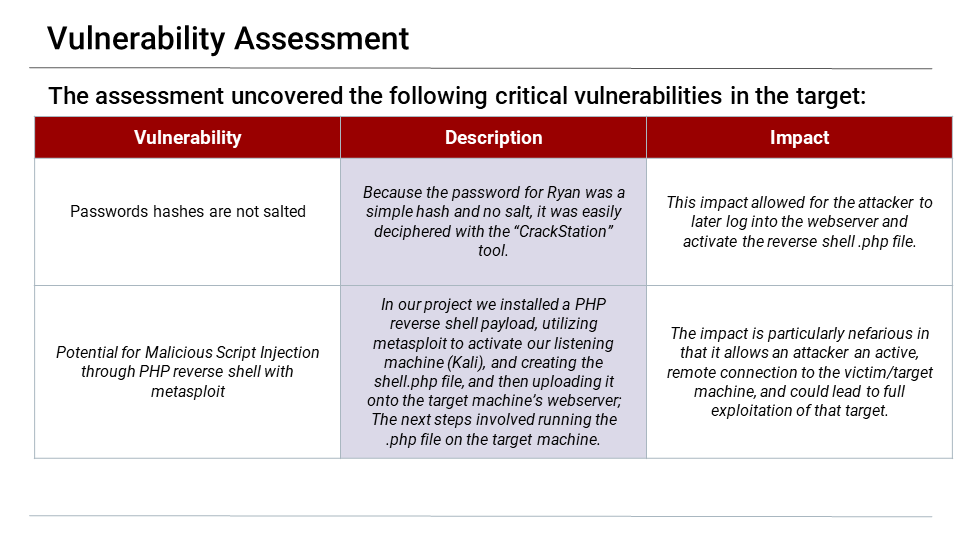 Vulnerability Assessment
The assessment uncovered the following critical vulnerabilities in the target:
Vulnerability
Description
Impact
Passwords hashes are not salted
Because the password for Ryan was a
simple hash and no salt, it was easily
deciphered with the “CrackStation”
tool.
This impact allowed for the attacker to
later log into the webserver and
activate the reverse shell .php file.
Potential for Malicious Script Injection
through PHP reverse shell with
metasploit
In our project we installed a PHP
reverse shell payload, utilizing
metasploit to activate our listening
machine (Kali), and creating the
shell.php file, and then uploading it
onto the target machine’s webserver;
The next steps involved running the
.php file on the target machine.
The impact is particularly nefarious in
that it allows an attacker an active,
remote connection to the victim/target
machine, and could lead to full
exploitation of that target.